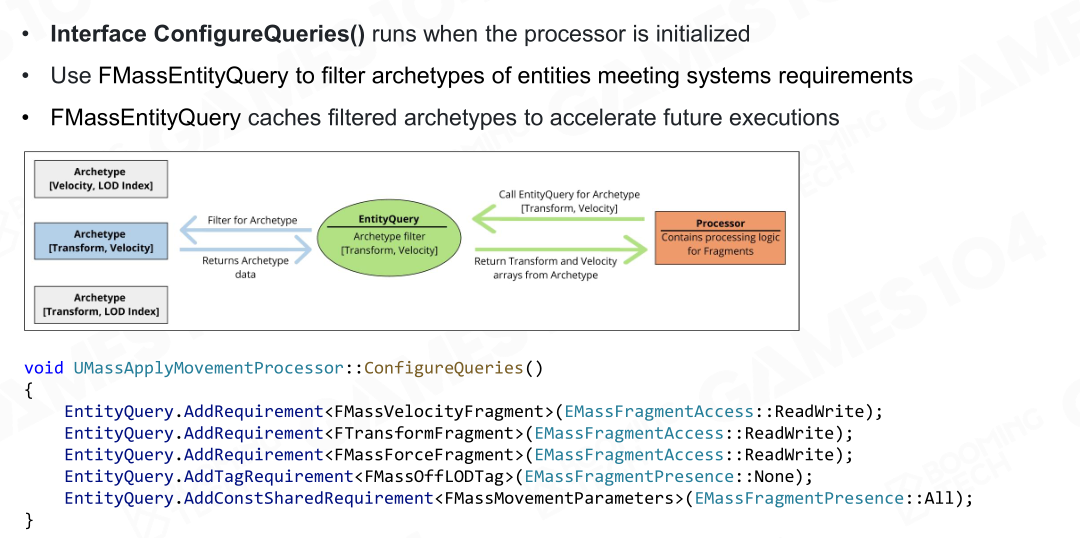 • Interface ConfigureQueries() runs when the processor is initialized
• Use FMassEntityQuery to filter archetypes of entities meeting systems requirements
• FMassEntityQuery caches filtered archetypes to accelerate future executions
Archetype
[Velocity, LOD Index]
Archetype
[Transform, Velocity]
Archetype
[Transform, LOD Index]
Filter for Archetype
Returns Archetype
data
EntityQuery
Archetype filter
[Transform, Velocity]
Call EntityQuery for Archetype
[Transform, Velocity]
Return Transform and Velocity
arrays from Archetype
Processor
Contains processing logic
for Fragments
void UMassApplyMovementProcessor::ConfigureQueries()
{
    EntityQuery.AddRequirement<FMassVelocityFragment>(EMassFragmentAccess::ReadWrite);
    EntityQuery.AddRequirement<FTransformFragment>(EMassFragmentAccess::ReadWrite);
    EntityQuery.AddRequirement<FMassForceFragment>(EMassFragmentAccess::ReadWrite);
    EntityQuery.AddTagRequirement<FMassOffLODTag>(EMassFragmentPresence::None);
    EntityQuery.AddConstSharedRequirement<FMassMovementParameters>(EMassFragmentPresence::All);
}
GAMES104
BOOMING
TECH